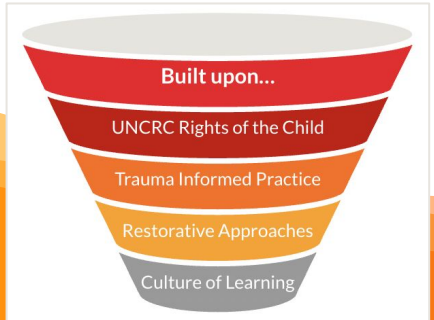 Built upon...
UNCRC Rights of the Child
Trauma Informed Practice
Restorative Approaches
Culture of Learning